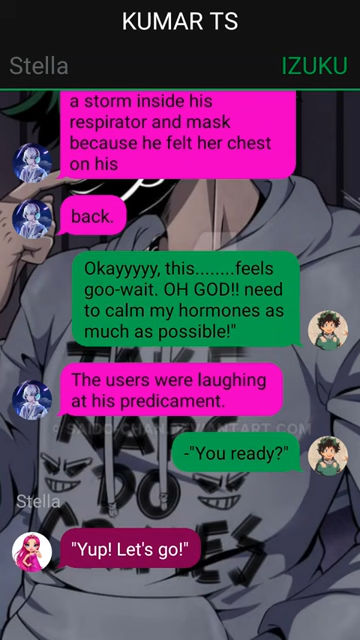 KUMAR TS
Stella
IZUKU
a storm inside his
respirator and mask
because he felt her chest
on his
back.
Okayyyyy, this........feels
goo-wait. OH GOD!! need
to calm my hormones as
much as possible!"
The users were laughing
at his predicament.
-"You ready?"
Stella
"Yup! Let's go!"